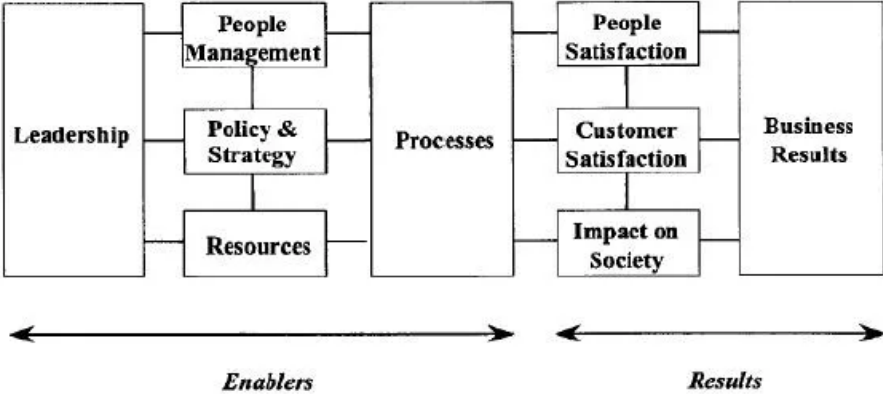 Leadership
People
Management
Policy &
Strategy
Resources
Processes
People
Satisfaction
Customer
Satisfaction
Impact on
Society
Business
Results
Enablers
Results